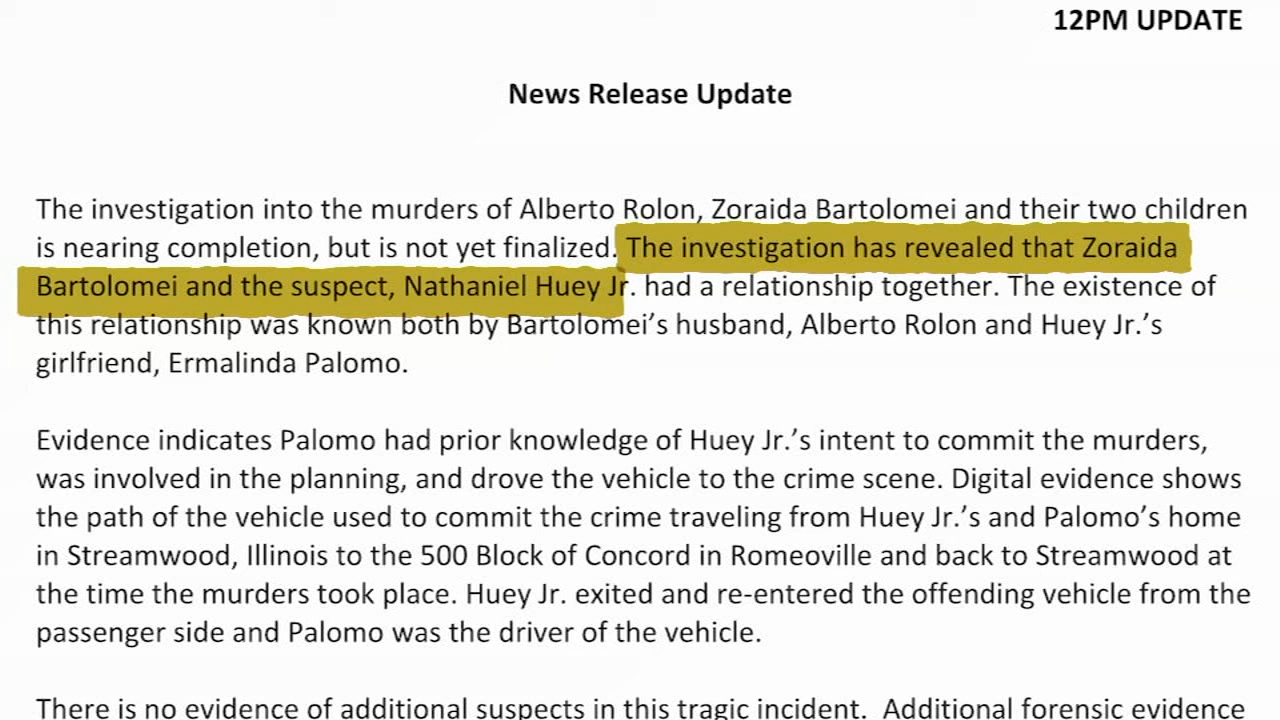 12PM UPDATE
News Release Update
The investigation into the murders of Alberto Rolon, Zoraida Bartolomei and their two children
is nearing completion, but is not yet finalized. The investigation has revealed that Zoraida
Bartolomei and the suspect, Nathaniel Huey Jr. had a relationship together. The existence of
this relationship was known both by Bartolomei’s husband, Alberto Rolon and Huey Jr.’s
girlfriend, Ermalinda Palomo.
Evidence indicates Palomo had prior knowledge of Huey Jr.’s intent to commit the murders,
was involved in the planning, and drove the vehicle to the crime scene. Digital evidence shows
the path of the vehicle used to commit the crime traveling from Huey Jr.’s and Palomo’s home
in Streamwood, Illinois to the 500 Block of Concord in Romeoville and back to Streamwood at
the time the murders took place. Huey Jr. exited and re-entered the offending vehicle from the
passenger side and Palomo was the driver of the vehicle.
There is no evidence of additional suspects in this tragic incident. Additional forensic evidence